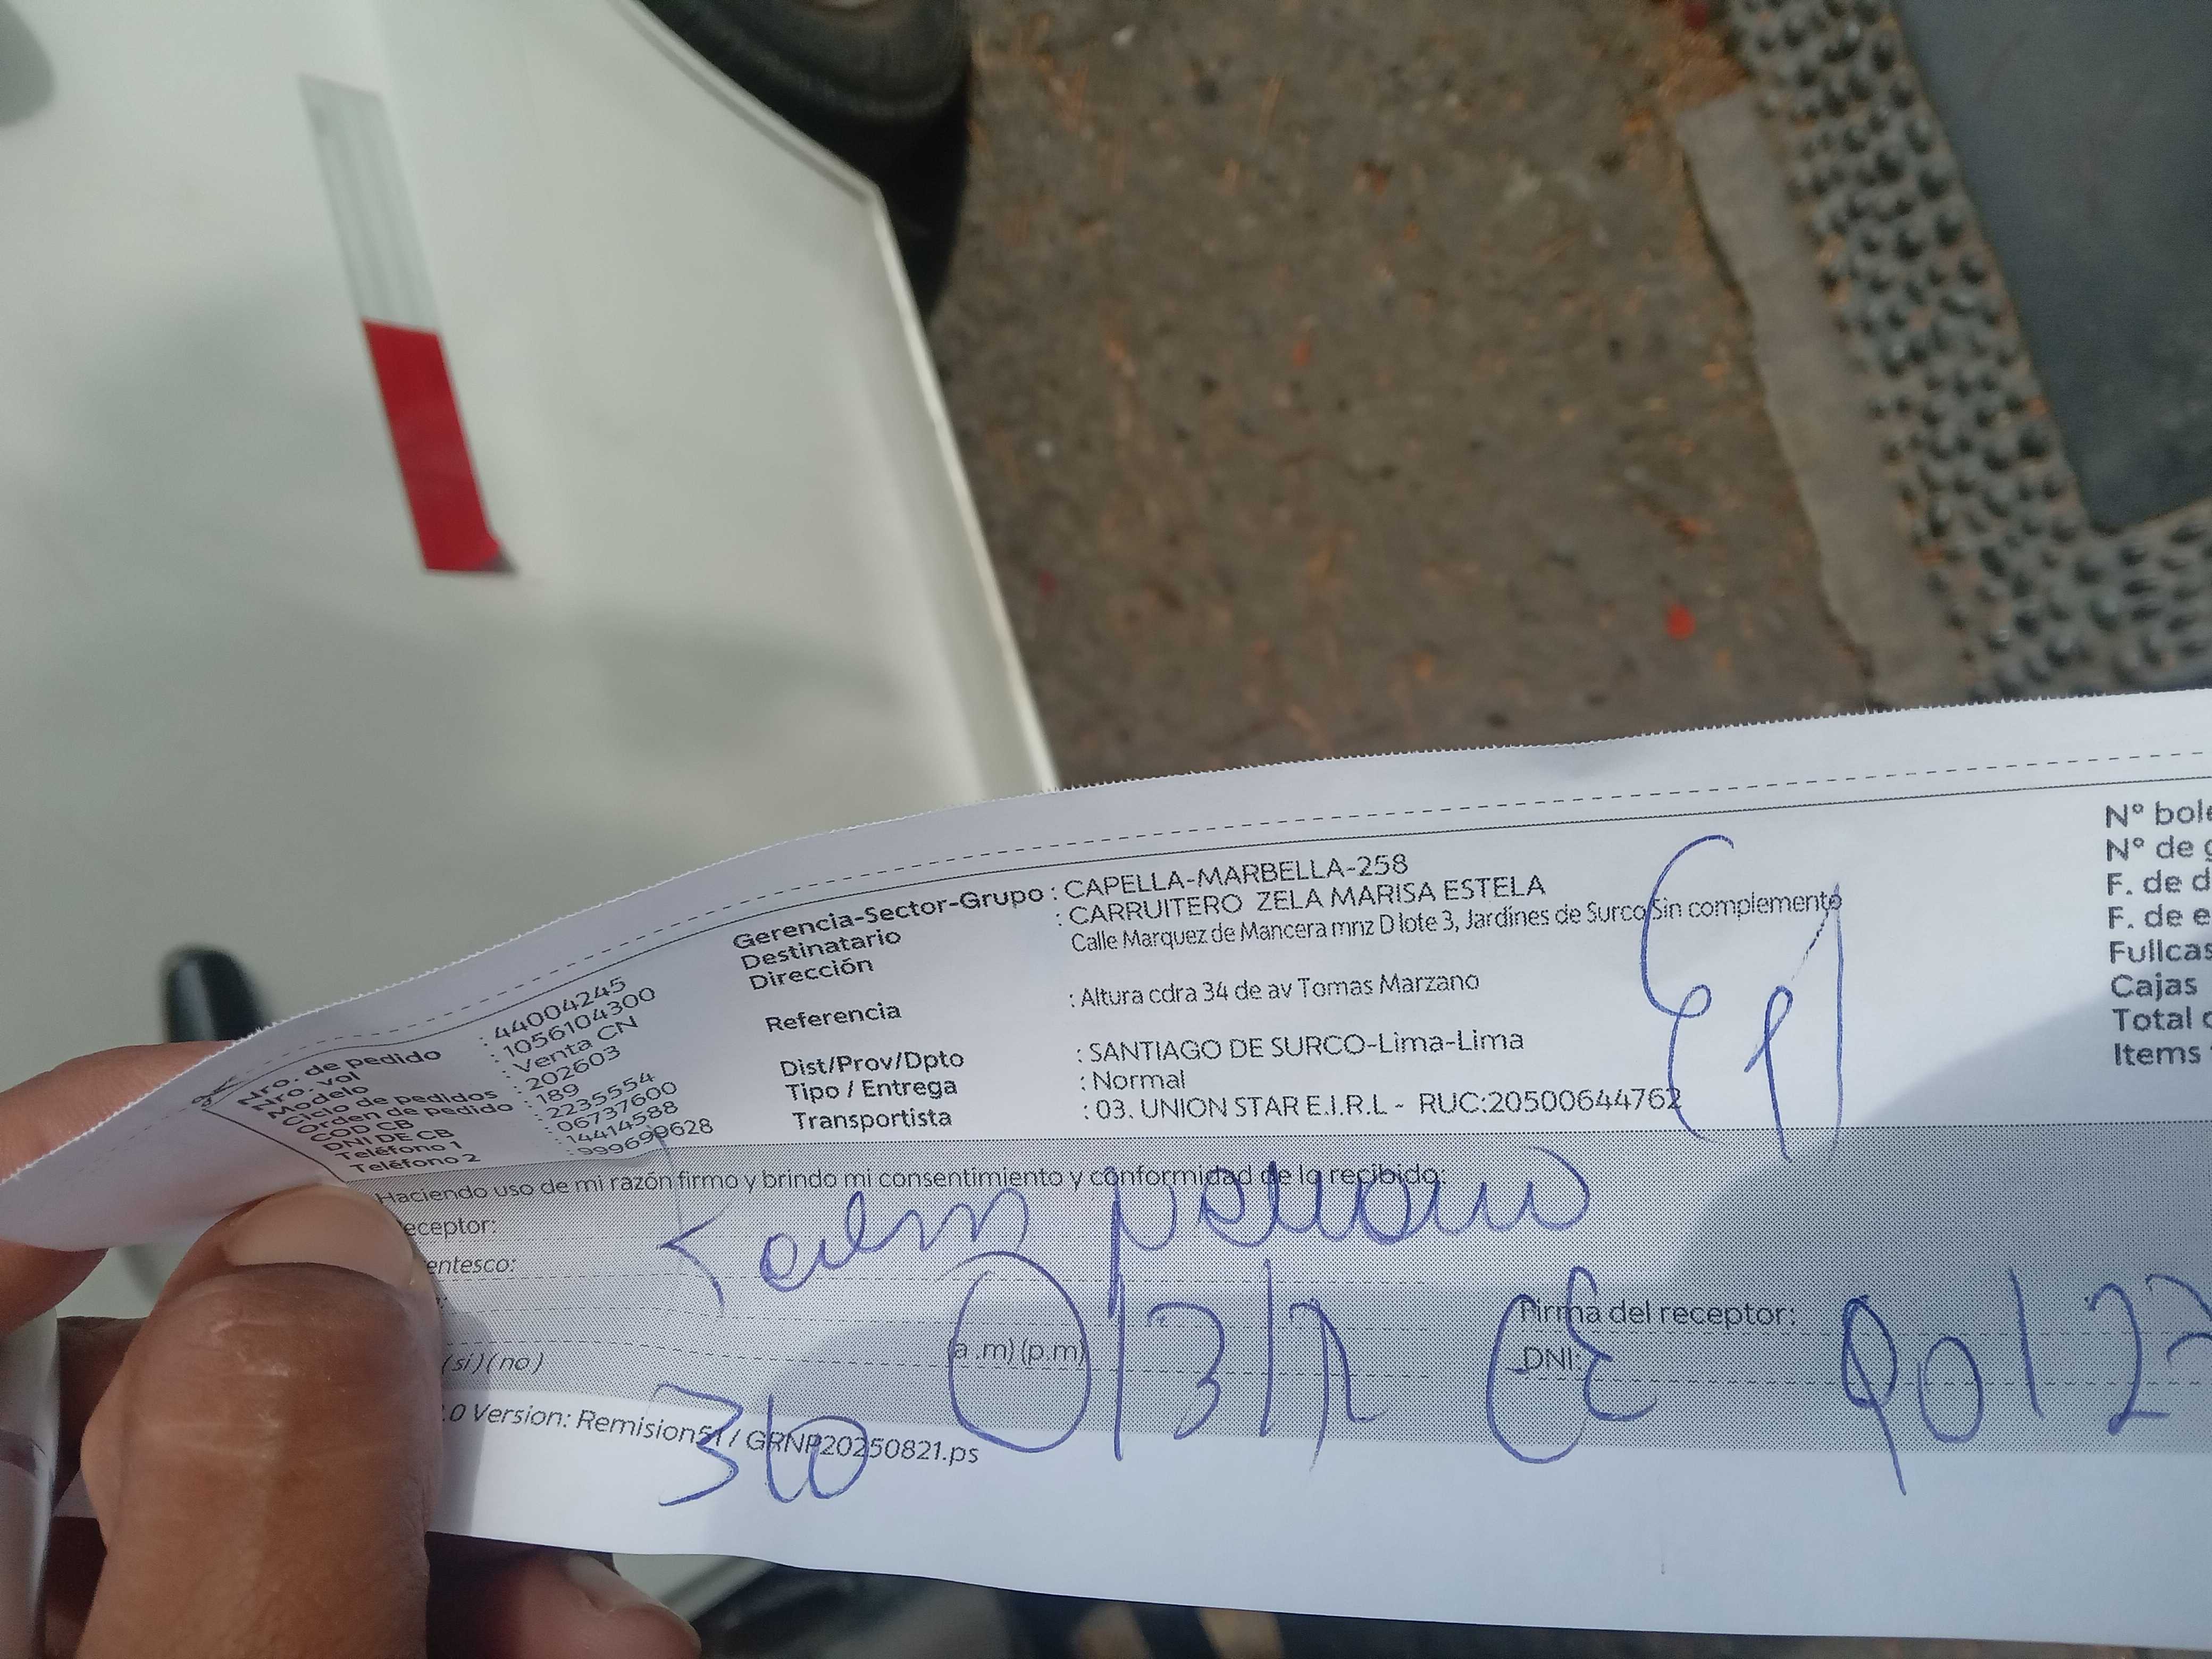 Nro. de pedido : 44004245
Nro. vol : 1056104300
Modelo : Venta CN
Ciclo de pedidos : 202603
Orden de pedido : 189
COD CB : 2235554
DNI DE CB : 06737600
Teléfono 1 : 14414588
Teléfono 2 : 999699628
Gerencia-Sector-Grupo : CAPELLA-MARBELLA-258
Destinatario : CARRUITERO ZELA MARISA ESTELA
Dirección Calle Marquez de Mancera mnz D lote 3, Jardines de Surco Sin complemento
Referencia : Altura cdra 34 de av Tomas Marzano
Dist/Prov/Dpto : SANTIAGO DE SURCO-Lima-Lima
Tipo / Entrega : Normal
Transportista : 03. UNION STAR E.I.R.L - RUC:20500644762
N° bole
N° de g
F. de d
F. de e
Fullcas
Cajas
Total c
Items
Haciendo uso de mi razón firmo y brindo mi consentimiento y conformidad de lo recibido:
eceptor:
entesco:
(a .m) (p.m)
Firma del receptor:
(si) (no)
DNI:
.0 Version: Remision51 / GRNP20250821.ps